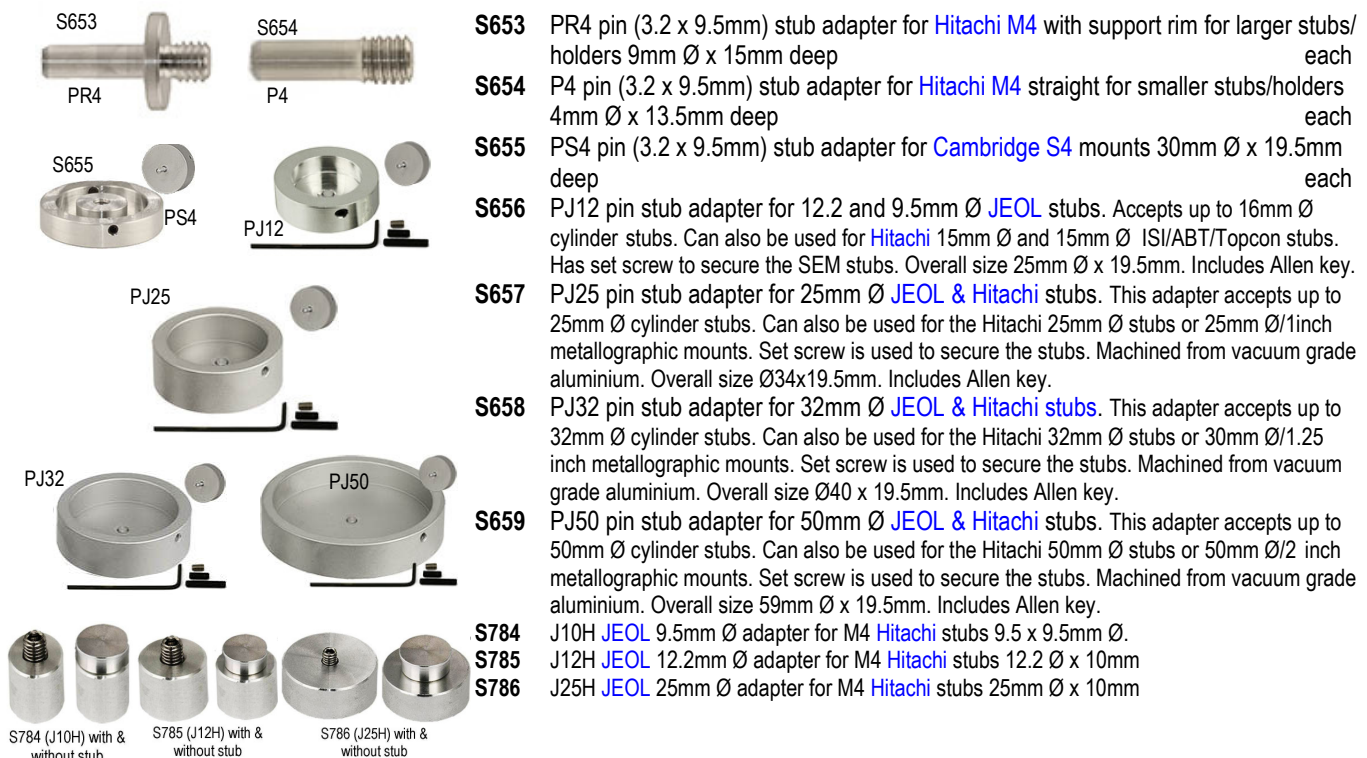 S653
PR4
S654
P4
S655
PS4
PJ12
PJ25
PJ32
PJ50
S784 (J10H) with &
without stub
S785 (J12H) with &
without stub
S786 (J25H) with &
without stub
S653 PR4 pin (3.2 x 9.5mm) stub adapter for Hitachi M4 with support rim for larger stubs/
holders 9mm Ø x 15mm deep each
S654 P4 pin (3.2 x 9.5mm) stub adapter for Hitachi M4 straight for smaller stubs/holders
4mm Ø x 13.5mm deep each
S655 PS4 pin (3.2 x 9.5mm) stub adapter for Cambridge S4 mounts 30mm Ø x 19.5mm
deep each
S656 PJ12 pin stub adapter for 12.2 and 9.5mm Ø JEOL stubs. Accepts up to 16mm Ø
cylinder stubs. Can also be used for Hitachi 15mm Ø and 15mm Ø ISI/ABT/Topcon stubs.
Has set screw to secure the SEM stubs. Overall size 25mm Ø x 19.5mm. Includes Allen key.
S657 PJ25 pin stub adapter for 25mm Ø JEOL & Hitachi stubs. This adapter accepts up to
25mm Ø cylinder stubs. Can also be used for the Hitachi 25mm Ø stubs or 25mm Ø/1inch
metallographic mounts. Set screw is used to secure the stubs. Machined from vacuum grade
aluminium. Overall size Ø34x19.5mm. Includes Allen key.
S658 PJ32 pin stub adapter for 32mm Ø JEOL & Hitachi stubs. This adapter accepts up to
32mm Ø cylinder stubs. Can also be used for the Hitachi 32mm Ø stubs or 30mm Ø/1.25
inch metallographic mounts. Set screw is used to secure the stubs. Machined from vacuum
grade aluminium. Overall size Ø40 x 19.5mm. Includes Allen key.
S659 PJ50 pin stub adapter for 50mm Ø JEOL & Hitachi stubs. This adapter accepts up to
50mm Ø cylinder stubs. Can also be used for the Hitachi 50mm Ø stubs or 50mm Ø/2 inch
metallographic mounts. Set screw is used to secure the stubs. Machined from vacuum grade
aluminium. Overall size 59mm Ø x 19.5mm. Includes Allen key.
S784 J10H JEOL 9.5mm Ø adapter for M4 Hitachi stubs 9.5 x 9.5mm Ø.
S785 J12H JEOL 12.2mm Ø adapter for M4 Hitachi stubs 12.2 Ø x 10mm
S786 J25H JEOL 25mm Ø adapter for M4 Hitachi stubs 25mm Ø x 10mm